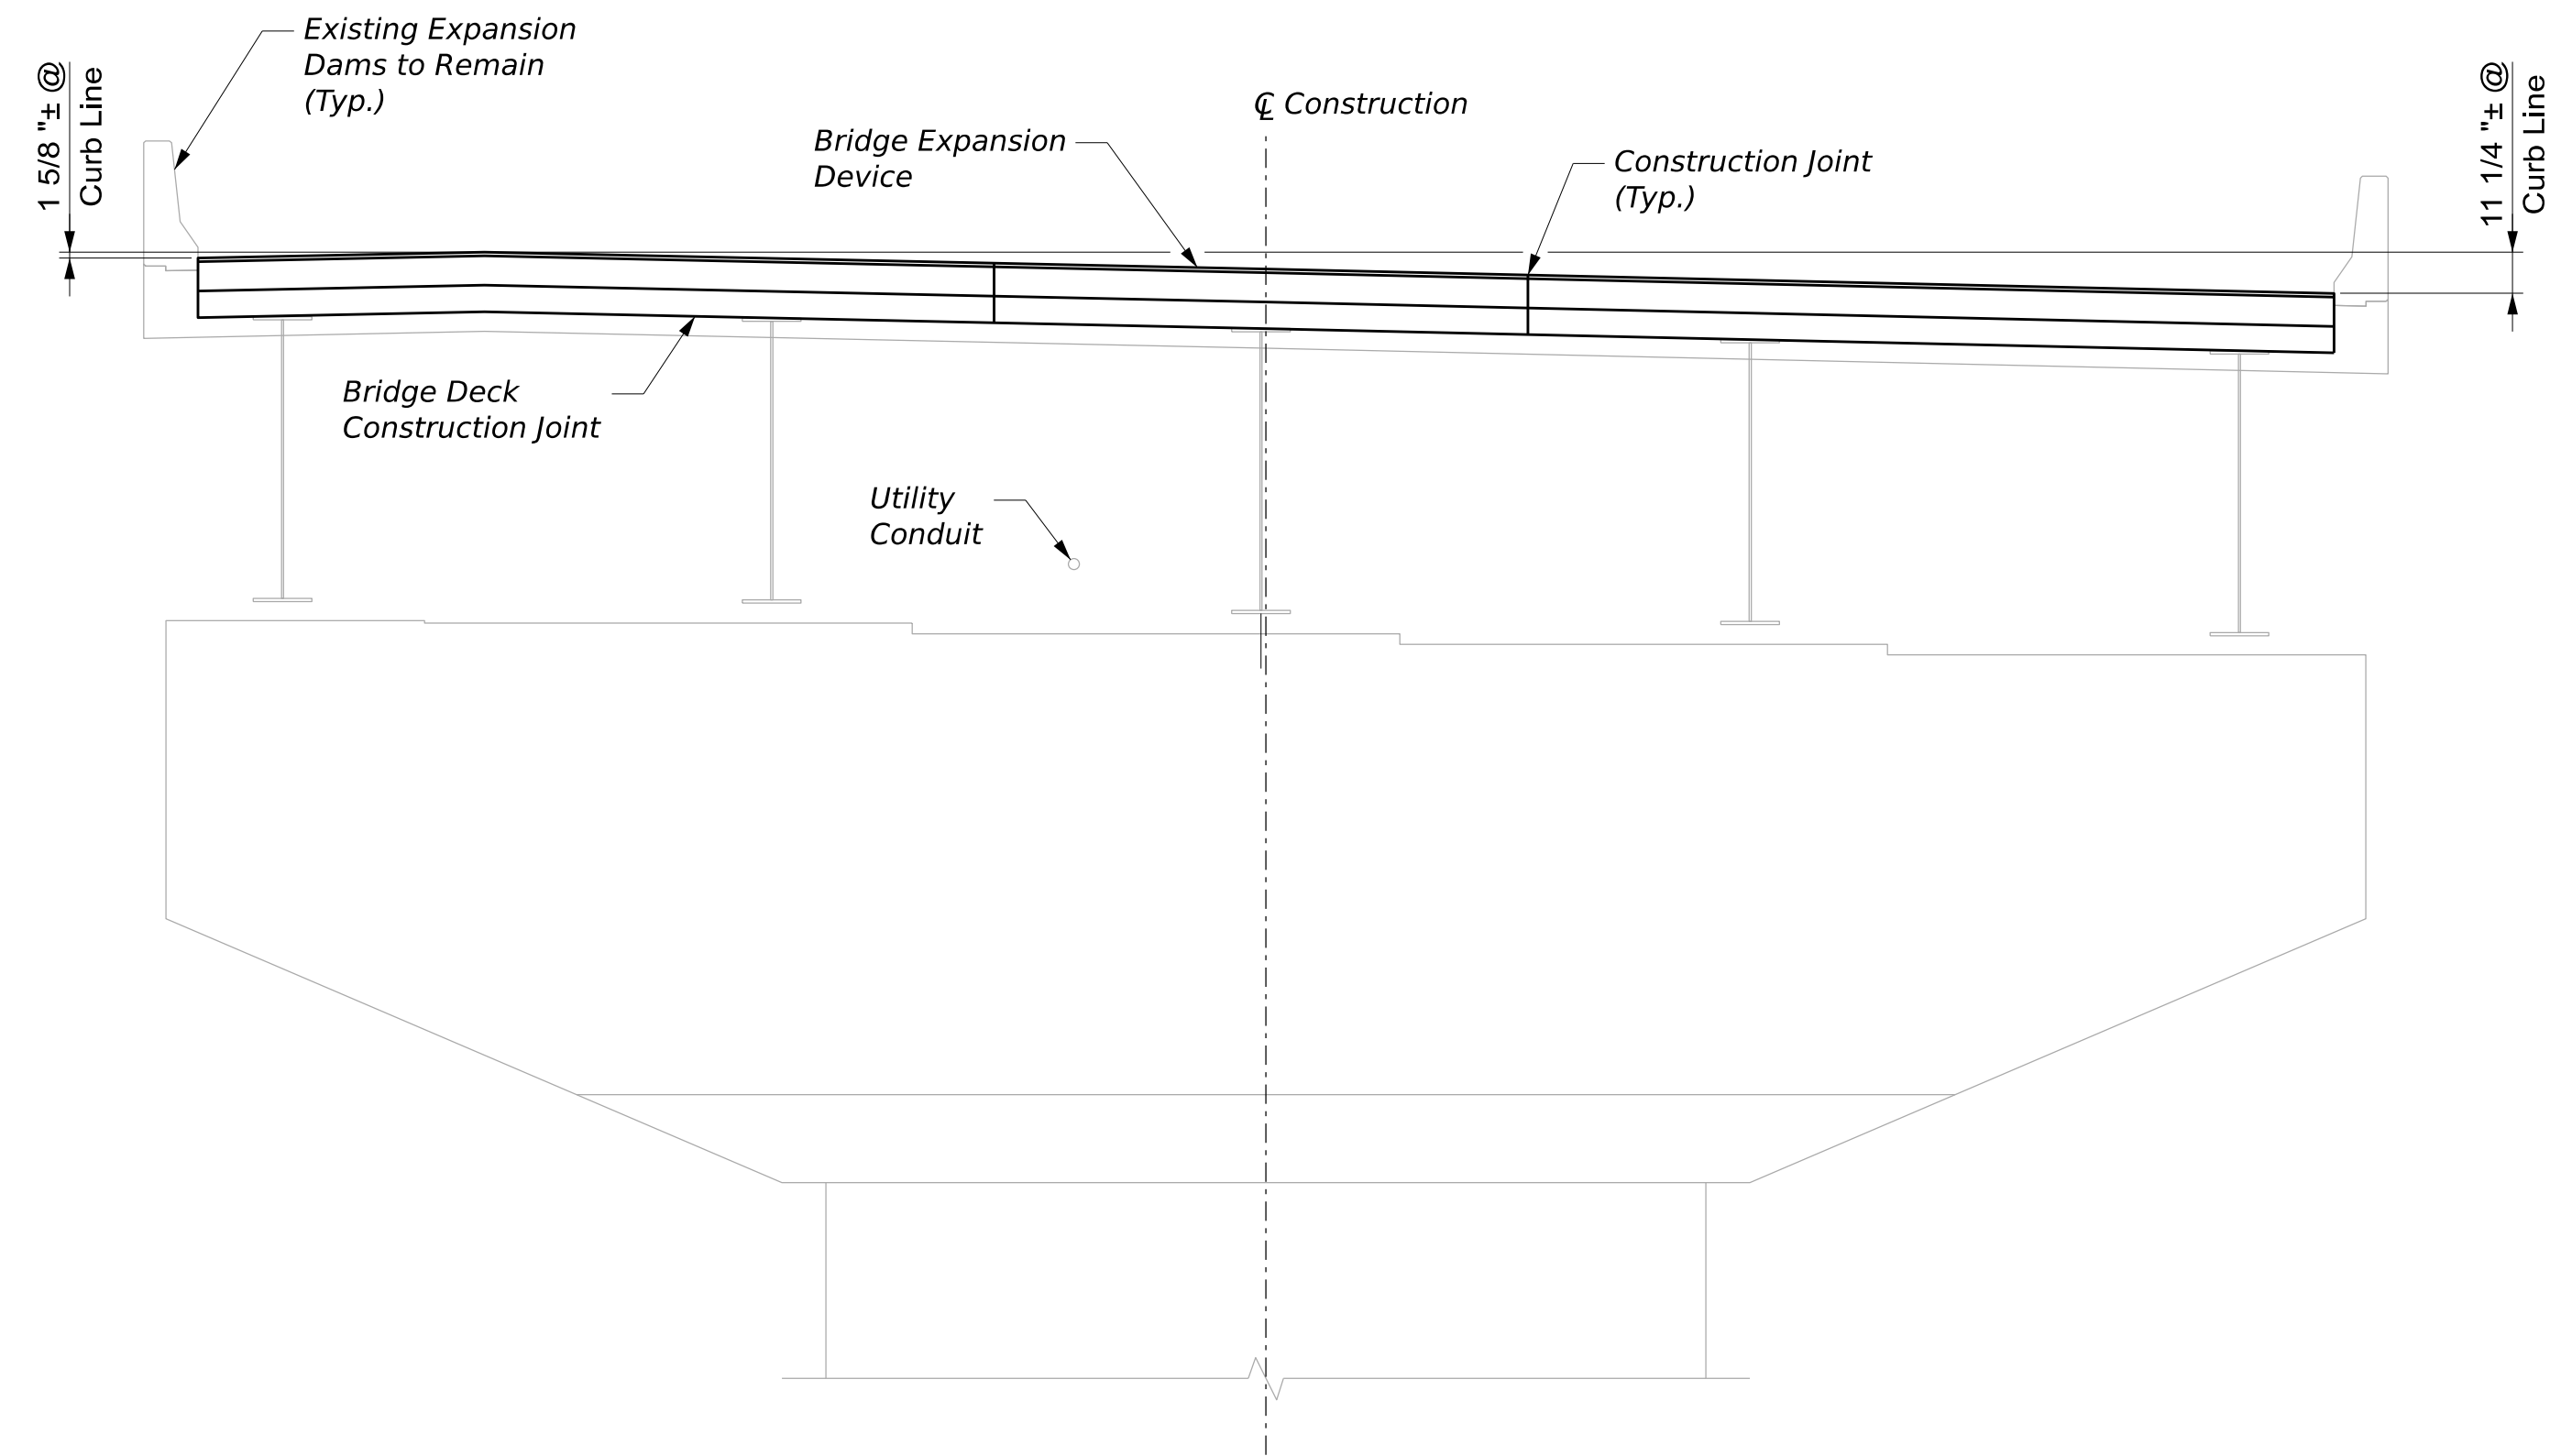 Existing Expansion
Dams to Remain
(Typ.)
1 5/8 "± @
Curb Line
℄ Construction
Bridge Expansion
Device
Construction Joint
(Typ.)
11 1/4 "± @
Curb Line
Bridge Deck
Construction Joint
Utility
Conduit